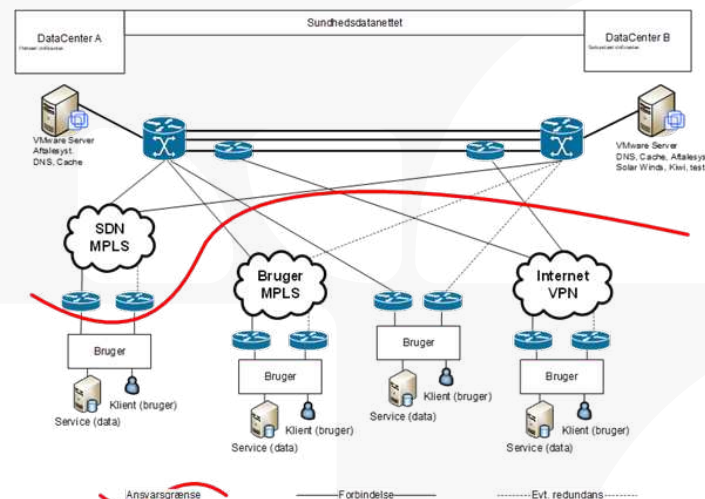 Sundhedsdatanettet
DataCenter A
DataCenter B
VMware Server
Aftalesyst.
DNS, Cache
VMware Server
DNS, Cache, Aftalesys
Solar Winds, Kiwi, test
SDN
MPLS
Bruger
MPLS
Internet
VPN
Bruger
Klient (bruger)
Service (data)
Bruger
Klient (bruger)
Service (data)
Bruger
Klient (bruger)
Service (data)
Bruger
Klient (bruger)
Service (data)
Ansvarsgrænse
Forbindelse
Evt. redundans